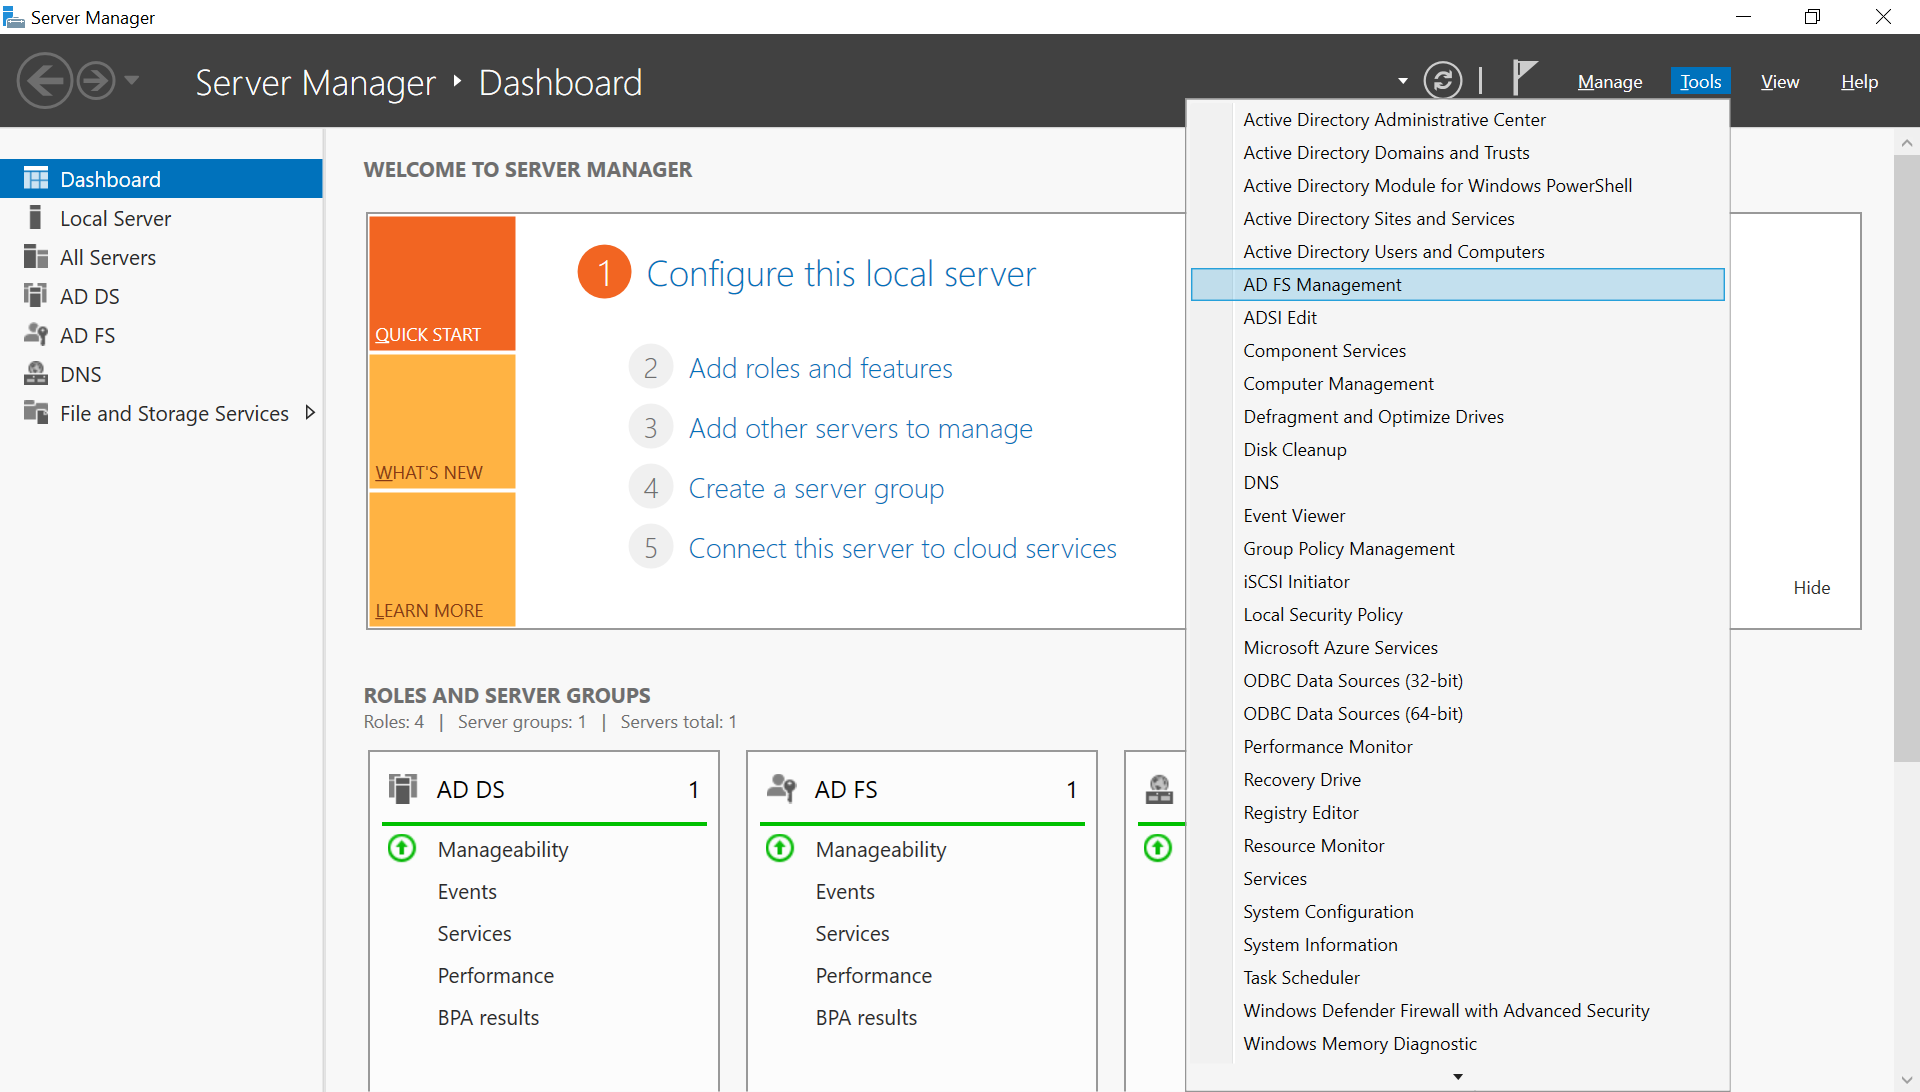 Server Manager
Server Manager
Dashboard
Manage
Tools
View
Help
Dashboard
Local Server
All Servers
AD DS
AD FS
DNS
File and Storage Services
WELCOME TO SERVER MANAGER
QUICK START
WHAT'S NEW
LEARN MORE
1 Configure this local server
2 Add roles and features
3 Add other servers to manage
4 Create a server group
5 Connect this server to cloud services
Hide
ROLES AND SERVER GROUPS
Roles: 4 | Server groups: 1 | Servers total: 1
AD DS 1
Manageability
Events
Services
Performance
BPA results
AD FS 1
Manageability
Events
Services
Performance
BPA results
Active Directory Administrative Center
Active Directory Domains and Trusts
Active Directory Module for Windows PowerShell
Active Directory Sites and Services
Active Directory Users and Computers
AD FS Management
ADSI Edit
Component Services
Computer Management
Defragment and Optimize Drives
Disk Cleanup
DNS
Event Viewer
Group Policy Management
iSCSI Initiator
Local Security Policy
Microsoft Azure Services
ODBC Data Sources (32-bit)
ODBC Data Sources (64-bit)
Performance Monitor
Recovery Drive
Registry Editor
Resource Monitor
Services
System Configuration
System Information
Task Scheduler
Windows Defender Firewall with Advanced Security
Windows Memory Diagnostic